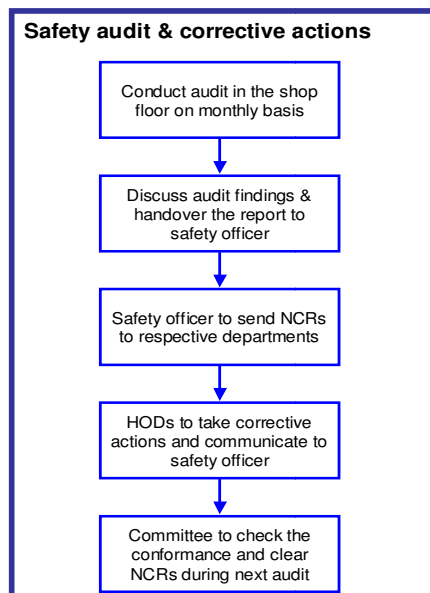 Safety audit & corrective actions
Conduct audit in the shop
floor on monthly basis
Discuss audit findings &
handover the report to
safety officer
Safety officer to send NCRs
to respective departments
HODs to take corrective
actions and communicate to
safety officer
Committee to check the
conformance and clear
NCRs during next audit